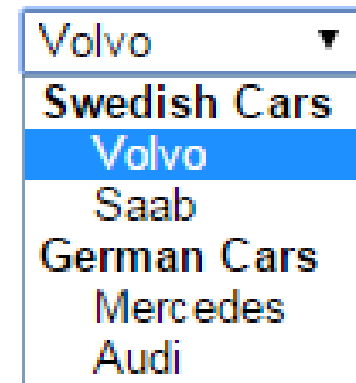 Volvo
Swedish Cars
Volvo
Saab
German Cars
Mercedes
Audi